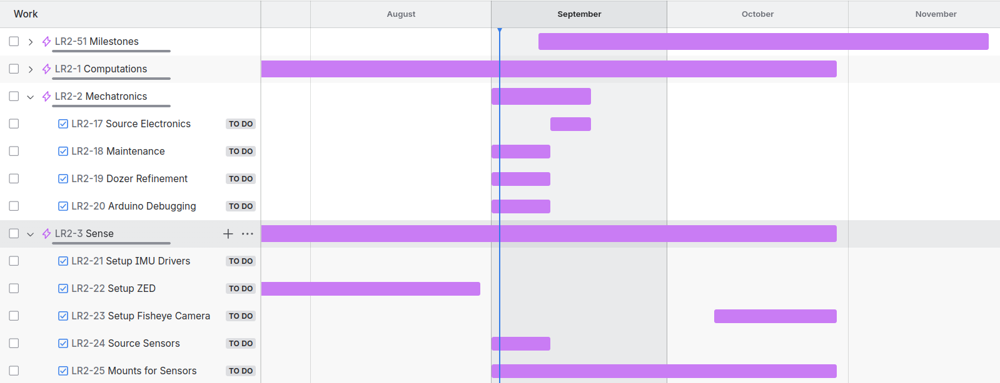 Work August September October November
LR2-51 Milestones
LR2-1 Computations
LR2-2 Mechatronics
LR2-17 Source Electronics TO DO
LR2-18 Maintenance TO DO
LR2-19 Dozer Refinement TO DO
LR2-20 Arduino Debugging TO DO
LR2-3 Sense
LR2-21 Setup IMU Drivers TO DO
LR2-22 Setup ZED TO DO
LR2-23 Setup Fisheye Camera TO DO
LR2-24 Source Sensors TO DO
LR2-25 Mounts for Sensors TO DO